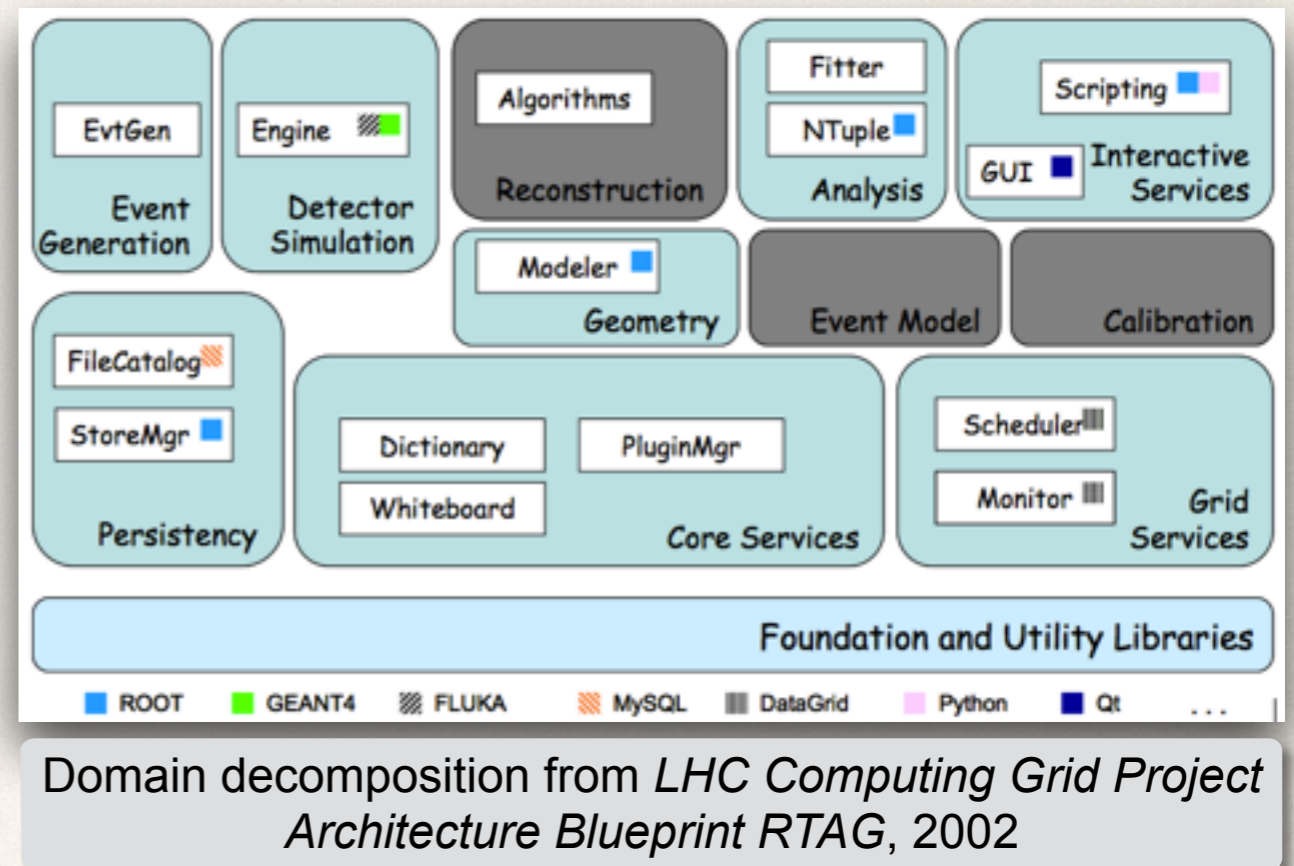 EvtGen
Event
Generation
Engine
Detector
Simulation
Algorithms
Reconstruction
Fitter
NTuple
Analysis
Scripting
GUI
Interactive
Services
Modeler
Geometry
Event Model
Calibration
FileCatalog
StoreMgr
Persistency
Dictionary
Whiteboard
PluginMgr
Core Services
Scheduler
Monitor
Grid
Services
Foundation and Utility Libraries
ROOT GEANT4 FLUKA MySQL DataGrid Python Qt ...
Domain decomposition from LHC Computing Grid Project
Architecture Blueprint RTAG, 2002